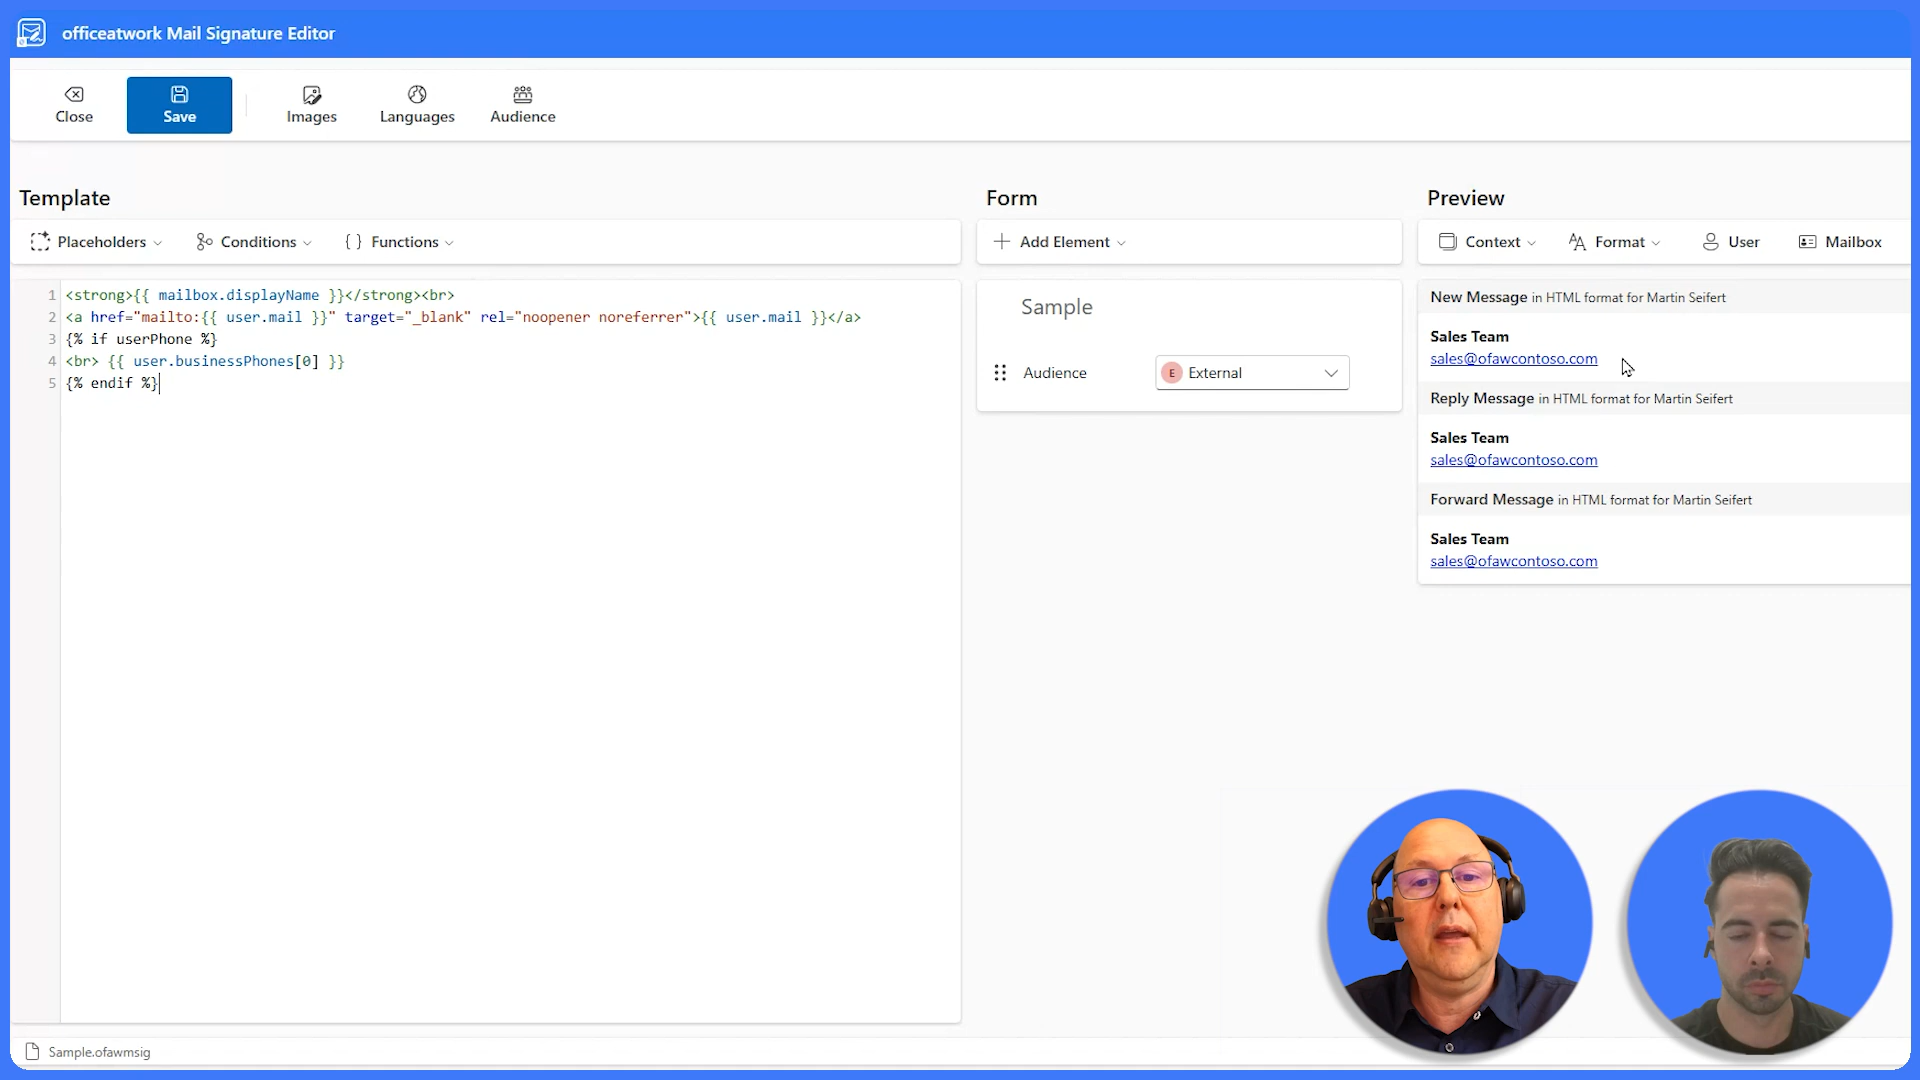 officeatwork Mail Signature Editor
Close
Save
Images
Languages
Audience
Template
Placeholders
Conditions
{ } Functions
1 <strong>{{ mailbox.displayName }}</strong><br>
2 <a href="mailto:{{ user.mail }}" target="_blank" rel="noopener noreferrer">{{ user.mail }}</a>
3 {% if userPhone %}
4 <br> {{ user.businessPhones[0] }}
5 {% endif %}
Form
Add Element
Sample
Audience
E External
Preview
Context
Format
User
Mailbox
New Message in HTML format for Martin Seifert
Sales Team
sales@ofawcontoso.com
Reply Message in HTML format for Martin Seifert
Sales Team
sales@ofawcontoso.com
Forward Message in HTML format for Martin Seifert
Sales Team
sales@ofawcontoso.com
Sample.ofawmsig